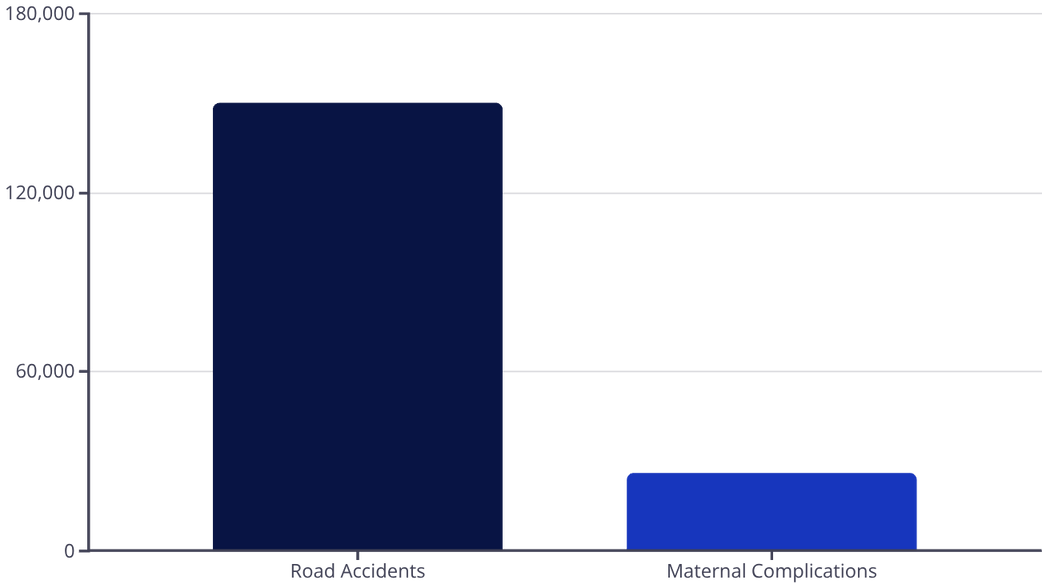 180,000
120,000
60,000
0
Road Accidents
Maternal Complications